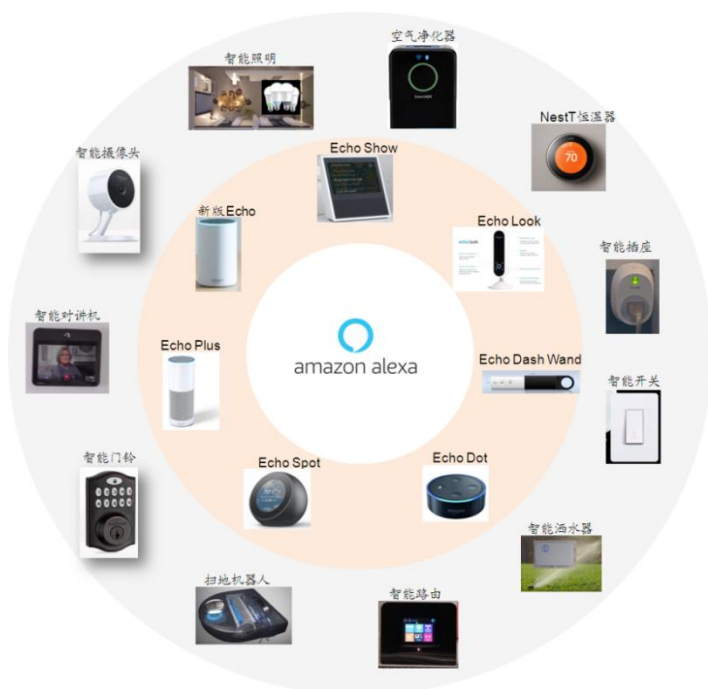 空气净化器
智能照明
NestT恒温器
智能摄像头
Echo Show
新版Echo
Echo Look
智能插座
智能对讲机
amazon alexa
Echo Plus
Echo Dash Wand
智能开关
智能门铃
Echo Spot
Echo Dot
智能洒水器
扫地机器人
智能路由
70